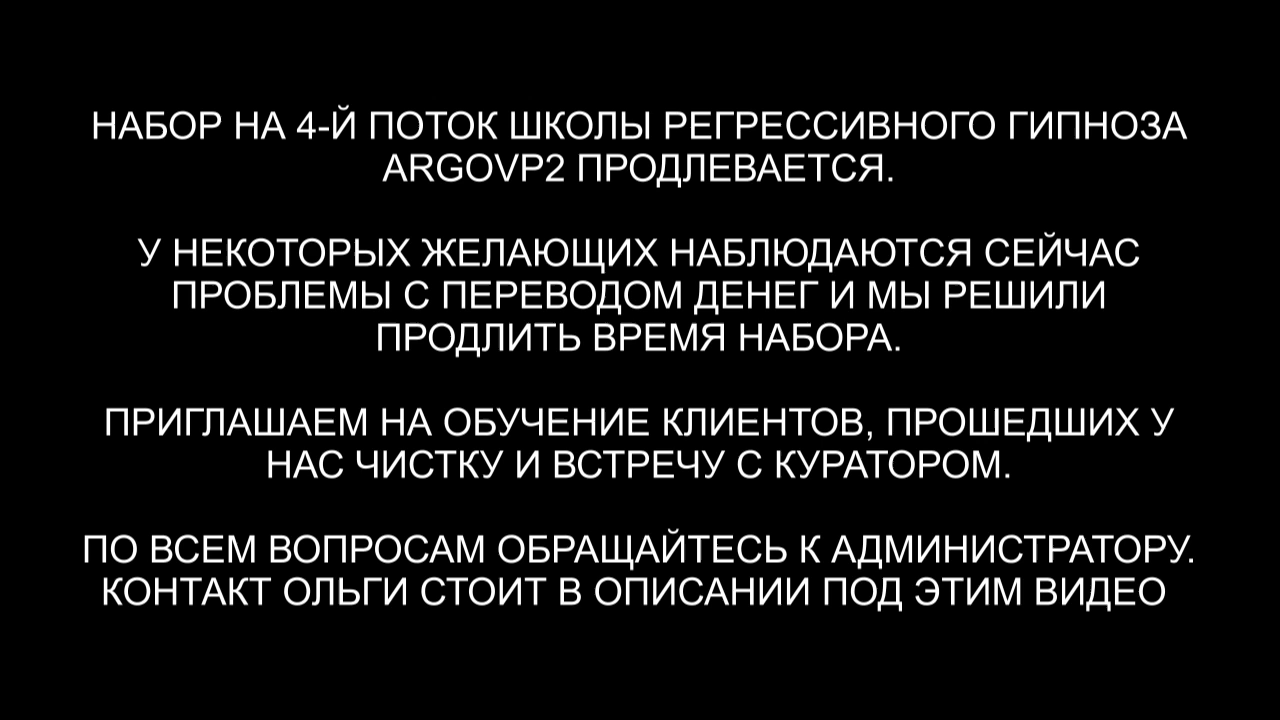 НАБОР НА 4-Й ПОТОК ШКОЛЫ РЕГРЕССИВНОГО ГИПНОЗА
ARGOVP2 ПРОДЛЕВАЕТСЯ.
У НЕКОТОРЫХ ЖЕЛАЮЩИХ НАБЛЮДАЮТСЯ СЕЙЧАС
ПРОБЛЕМЫ С ПЕРЕВОДОМ ДЕНЕГ И МЫ РЕШИЛИ
ПРОДЛИТЬ ВРЕМЯ НАБОРА.
ПРИГЛАШАЕМ НА ОБУЧЕНИЕ КЛИЕНТОВ, ПРОШЕДШИХ У
НАС ЧИСТКУ И ВСТРЕЧУ С КУРАТОРОМ.
ПО ВСЕМ ВОПРОСАМ ОБРАЩАЙТЕСЬ К АДМИНИСТРАТОРУ.
КОНТАКТ ОЛЬГИ СТОИТ В ОПИСАНИИ ПОД ЭТИМ ВИДЕО